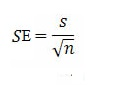 SE = s / √n